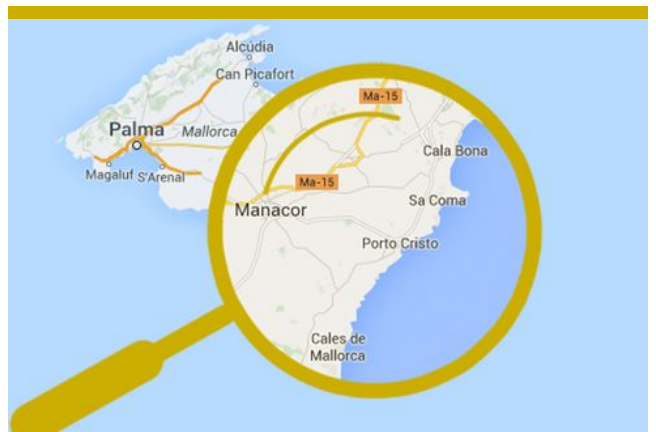 Alcúdia
Can Picafort
Ma-15
Palma
Mallorca
Cala Bona
Magaluf
S'Arenal
Ma-15
Manacor
Sa Coma
Porto Cristo
Cales de
Mallorca